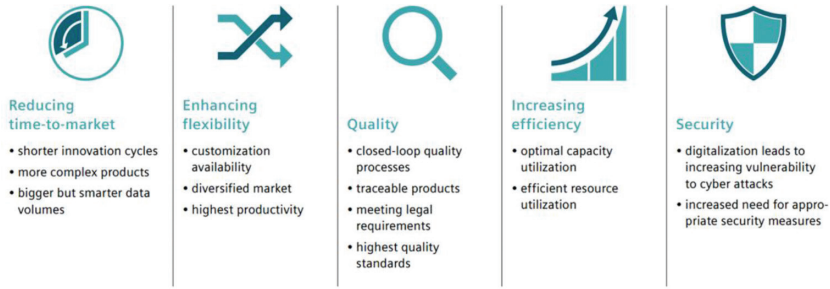 Reducing
time-to-market
• shorter innovation cycles
• more complex products
• bigger but smarter data
volumes
Enhancing
flexibility
• customization
availability
• diversified market
• highest productivity
Quality
• closed-loop quality
processes
• traceable products
• meeting legal
requirements
• highest quality
standards
Increasing
efficiency
• optimal capacity
utilization
• efficient resource
utilization
Security
• digitalization leads to
increasing vulnerability
to cyber attacks
• increased need for appro-
priate security measures